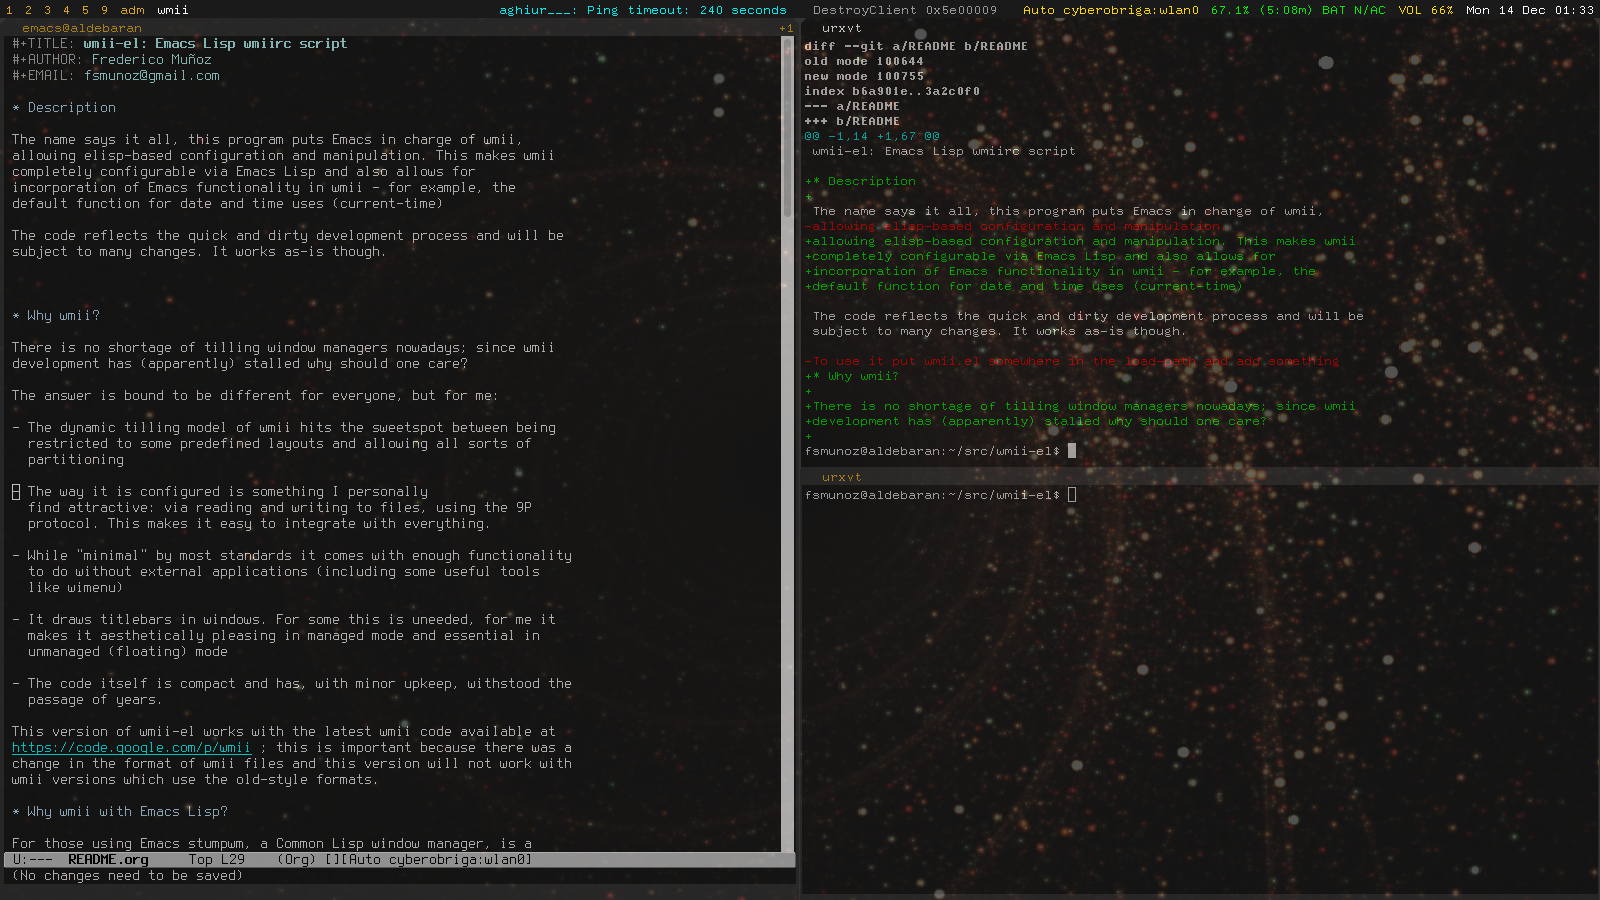 1 2 3 4 5 9 adm wmii aghiur___: Ping timeout: 240 seconds DestroyClient 0x5e00009 Auto cyberobriga:wlan0 67.1% (5:08m) BAT N/AC VOL 66% Mon 14 Dec 01:33
emacs@aldebaran +1
#+TITLE: wmii-el: Emacs Lisp wmiirc script
#+AUTHOR: Frederico Muñoz
#+EMAIL: fsmunoz@gmail.com
* Description
The name says it all, this program puts Emacs in charge of wmii,
allowing elisp-based configuration and manipulation. This makes wmii
completely configurable via Emacs Lisp and also allows for
incorporation of Emacs functionality in wmii - for example, the
default function for date and time uses (current-time)
The code reflects the quick and dirty development process and will be
subject to many changes. It works as-is though.
* Why wmii?
There is no shortage of tilling window managers nowadays; since wmii
development has (apparently) stalled why should one care?
The answer is bound to be different for everyone, but for me:
- The dynamic tilling model of wmii hits the sweetspot between being
restricted to some predefined layouts and allowing all sorts of
partitioning
- The way it is configured is something I personally
find attractive: via reading and writing to files, using the 9P
protocol. This makes it easy to integrate with everything.
- While "minimal" by most standards it comes with enough functionality
to do without external applications (including some useful tools
like wimenu)
- It draws titlebars in windows. For some this is uneeded, for me it
makes it aesthetically pleasing in managed mode and essential in
unmanaged (floating) mode
- The code itself is compact and has, with minor upkeep, withstood the
passage of years.
This version of wmii-el works with the latest wmii code available at
https://code.google.com/p/wmii ; this is important because there was a
change in the format of wmii files and this version will not work with
wmii versions which use the old-style formats.
* Why wmii with Emacs Lisp?
For those using Emacs stumpwm, a Common Lisp window manager, is a
U:--- README.org Top L29 (Org) [][Auto cyberobriga:wlan0]
(No changes need to be saved)
urxvt
diff --git a/README b/README
old mode 100644
new mode 100755
index b6a901e..3a2c0f0
--- a/README
+++ b/README
@@ -1,14 +1,67 @@
wmii-el: Emacs Lisp wmiirc script
+* Description
+
The name says it all, this program puts Emacs in charge of wmii,
-allowing elisp-based configuration and manipulation.
+allowing elisp-based configuration and manipulation. This makes wmii
+completely configurable via Emacs Lisp and also allows for
+incorporation of Emacs functionality in wmii - for example, the
+default function for date and time uses (current-time)
The code reflects the quick and dirty development process and will be
subject to many changes. It works as-is though.
-To use it put wmii.el somewhere in the load-path and add something
+* Why wmii?
+
+There is no shortage of tilling window managers nowadays; since wmii
+development has (apparently) stalled why should one care?
+
fsmunoz@aldebaran:~/src/wmii-el$
urxvt
fsmunoz@aldebaran:~/src/wmii-el$